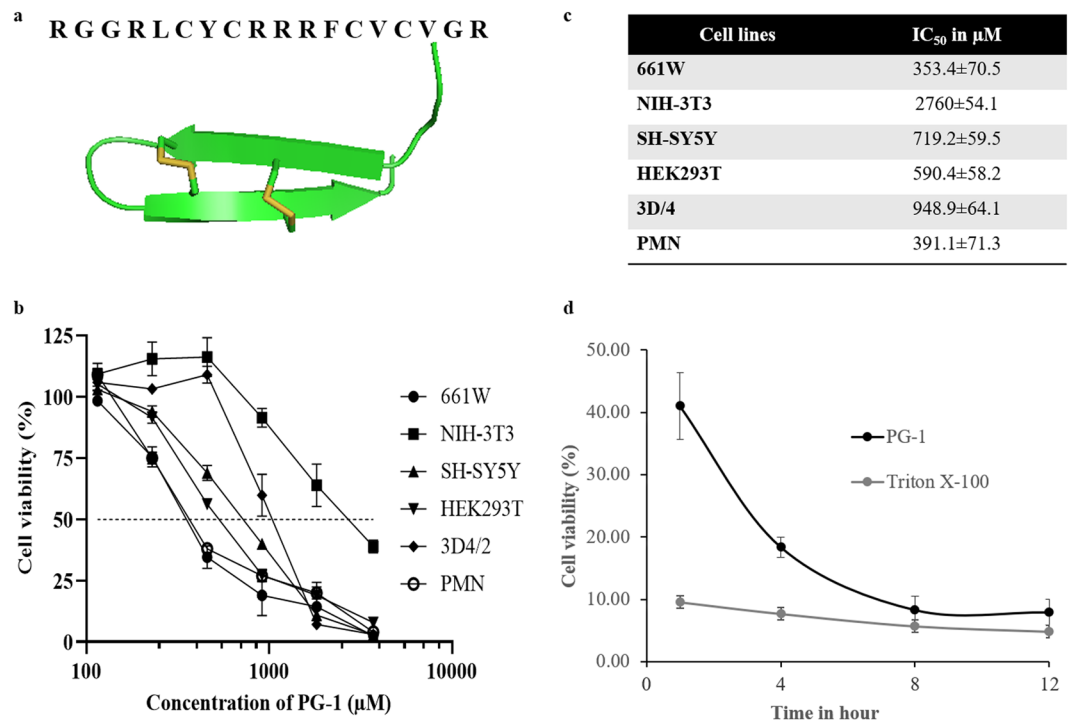 a
RGGRLCYCRRRFCVCVGR
c
Cell lines IC50 in μM
661W 353.4±70.5
NIH-3T3 2760±54.1
SH-SY5Y 719.2±59.5
HEK293T 590.4±58.2
3D/4 948.9±64.1
PMN 391.1±71.3
b
Cell viability (%)
125
100
75
50
25
0
100 1000 10000
Concentration of PG-1 (μM)
661W
NIH-3T3
SH-SY5Y
HEK293T
3D4/2
PMN
d
Cell viability (%)
50.00
40.00
30.00
20.00
10.00
0.00
0 4 8 12
Time in hour
PG-1
Triton X-100